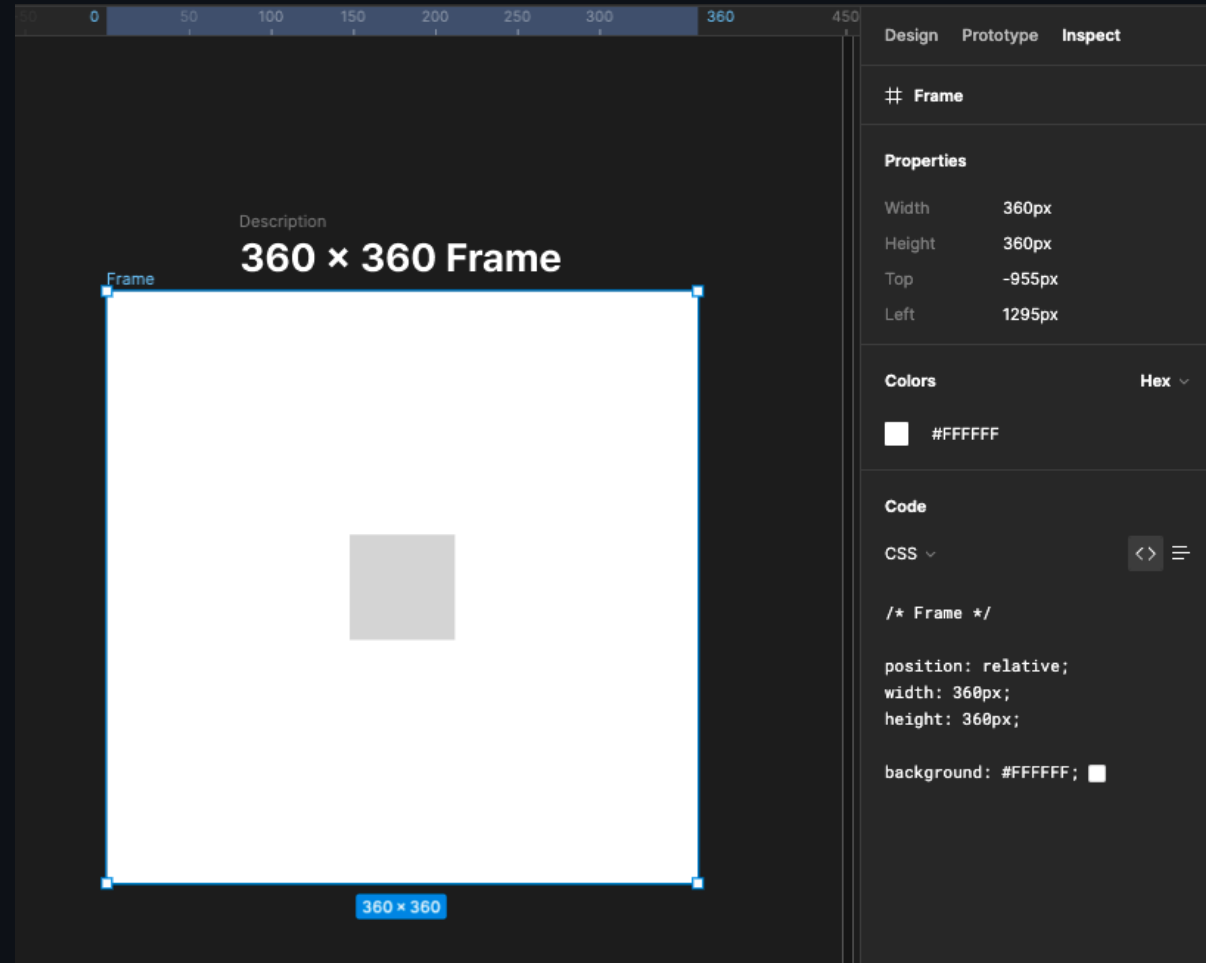 50 0 50 100 150 200 250 300 360 450
Design Prototype Inspect
Frame
Properties
Width 360px
Height 360px
Top -955px
Left 1295px
Colors Hex
#FFFFFF
Code
CSS
/* Frame */
position: relative;
width: 360px;
height: 360px;
background: #FFFFFF;
Description
360 × 360 Frame
Frame
360 × 360